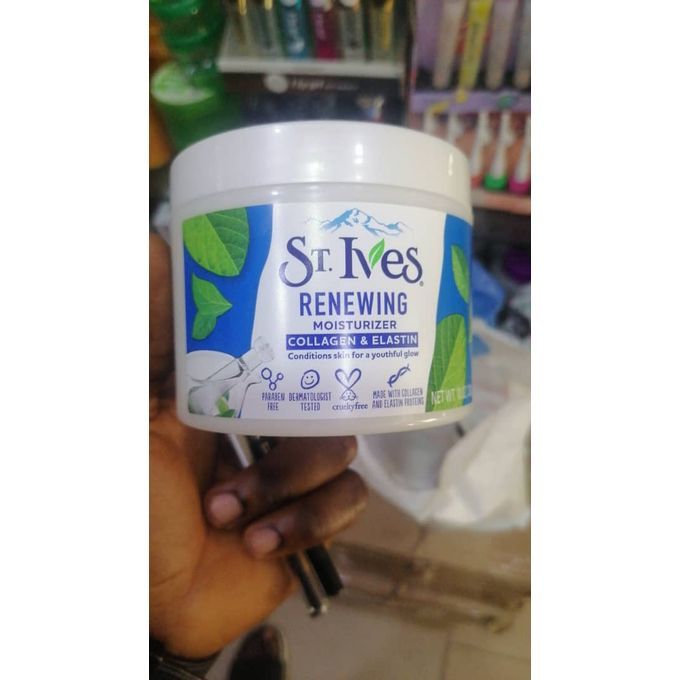 ST. IVES
RENEWING
MOISTURIZER
COLLAGEN & ELASTIN
Conditions skin for a youthful glow
PARABEN
FREE
DERMATOLOGIST
TESTED
crueltyfree
MADE WITH COLLAGEN
AND ELASTIN PROTEINS
NET WT